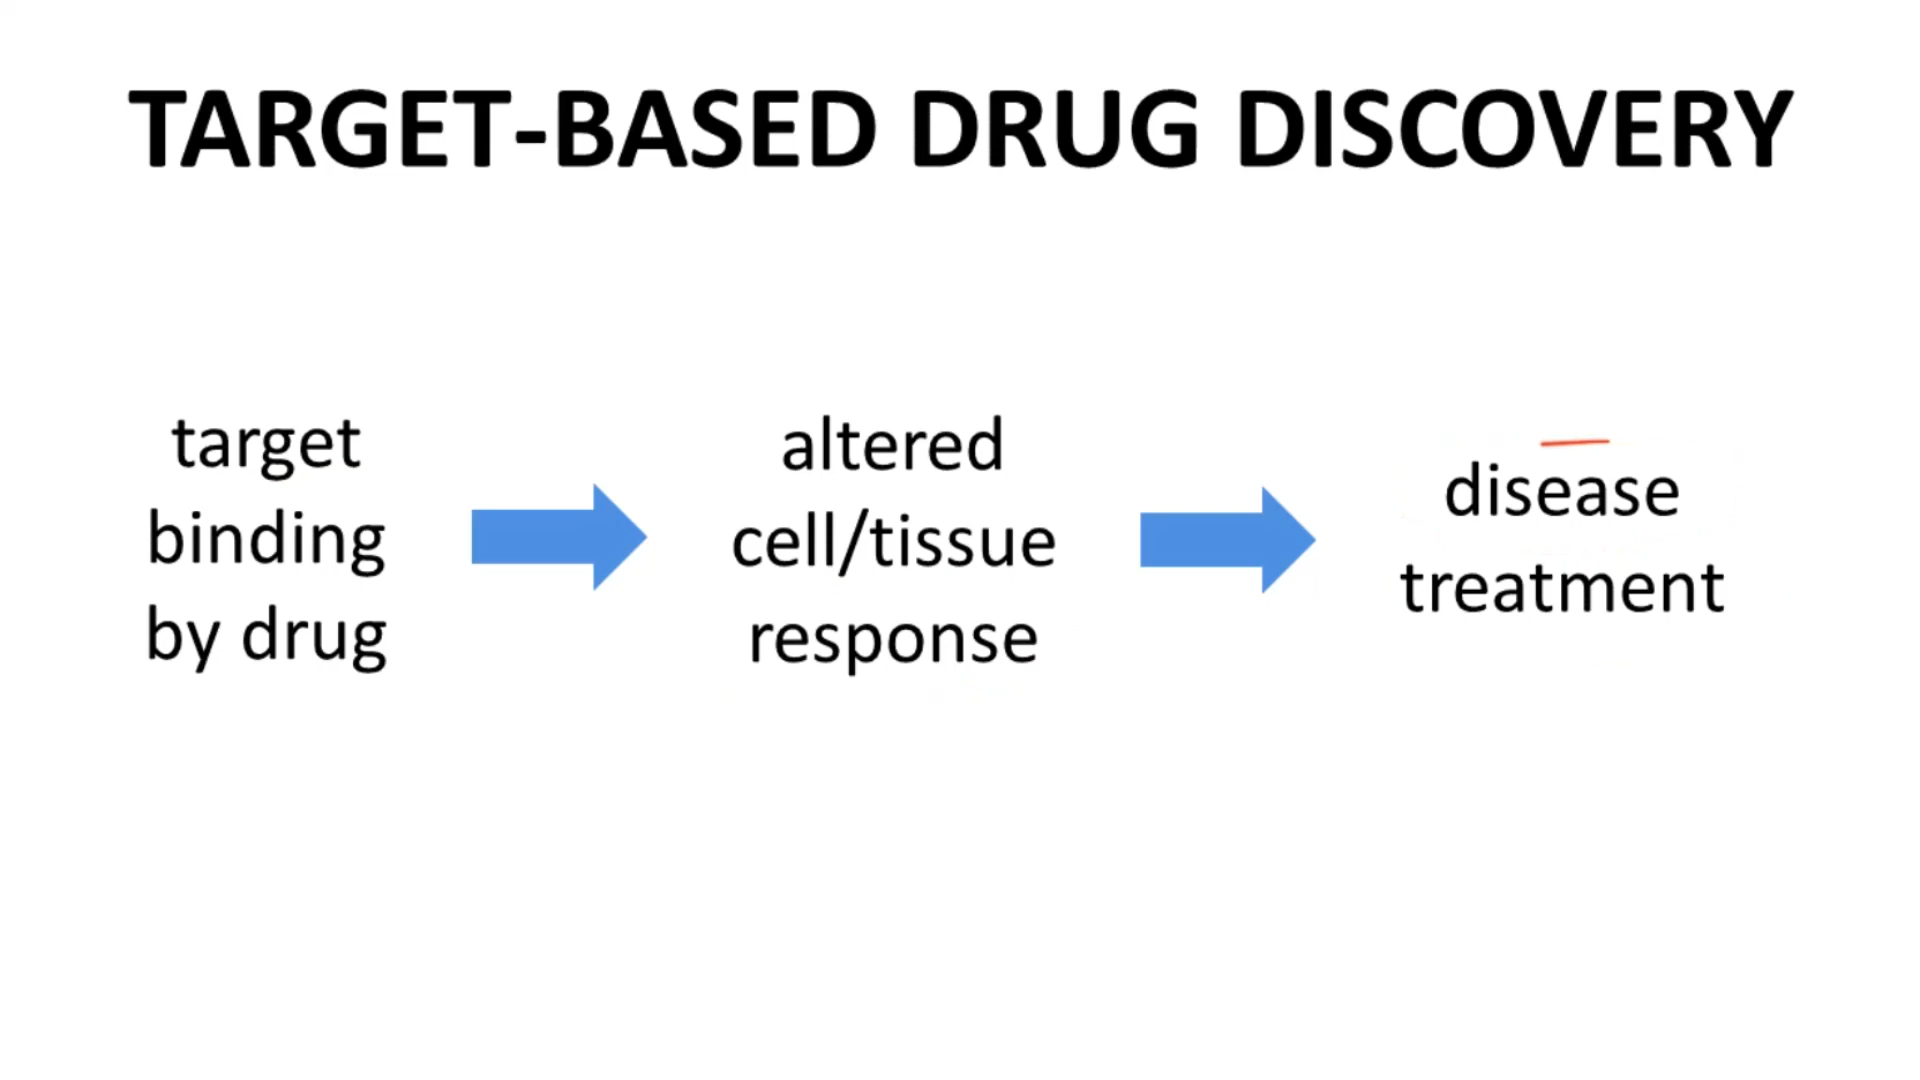 TARGET-BASED DRUG DISCOVERY
target
binding
by drug
altered
cell/tissue
response
disease
treatment